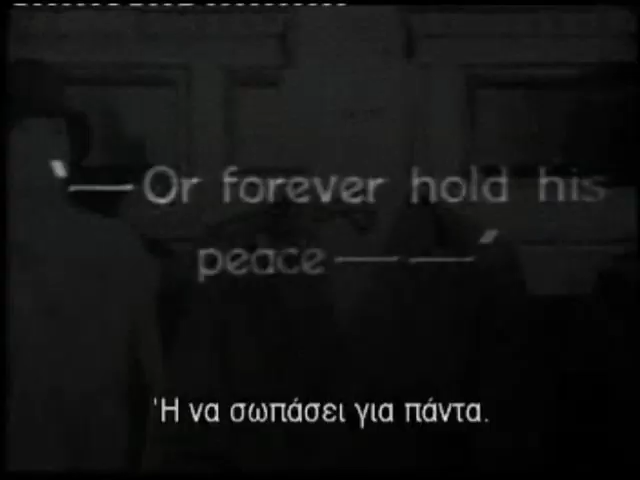 ‘—Or forever hold his
peace— —’
Ή να σωπάσει για πάντα.